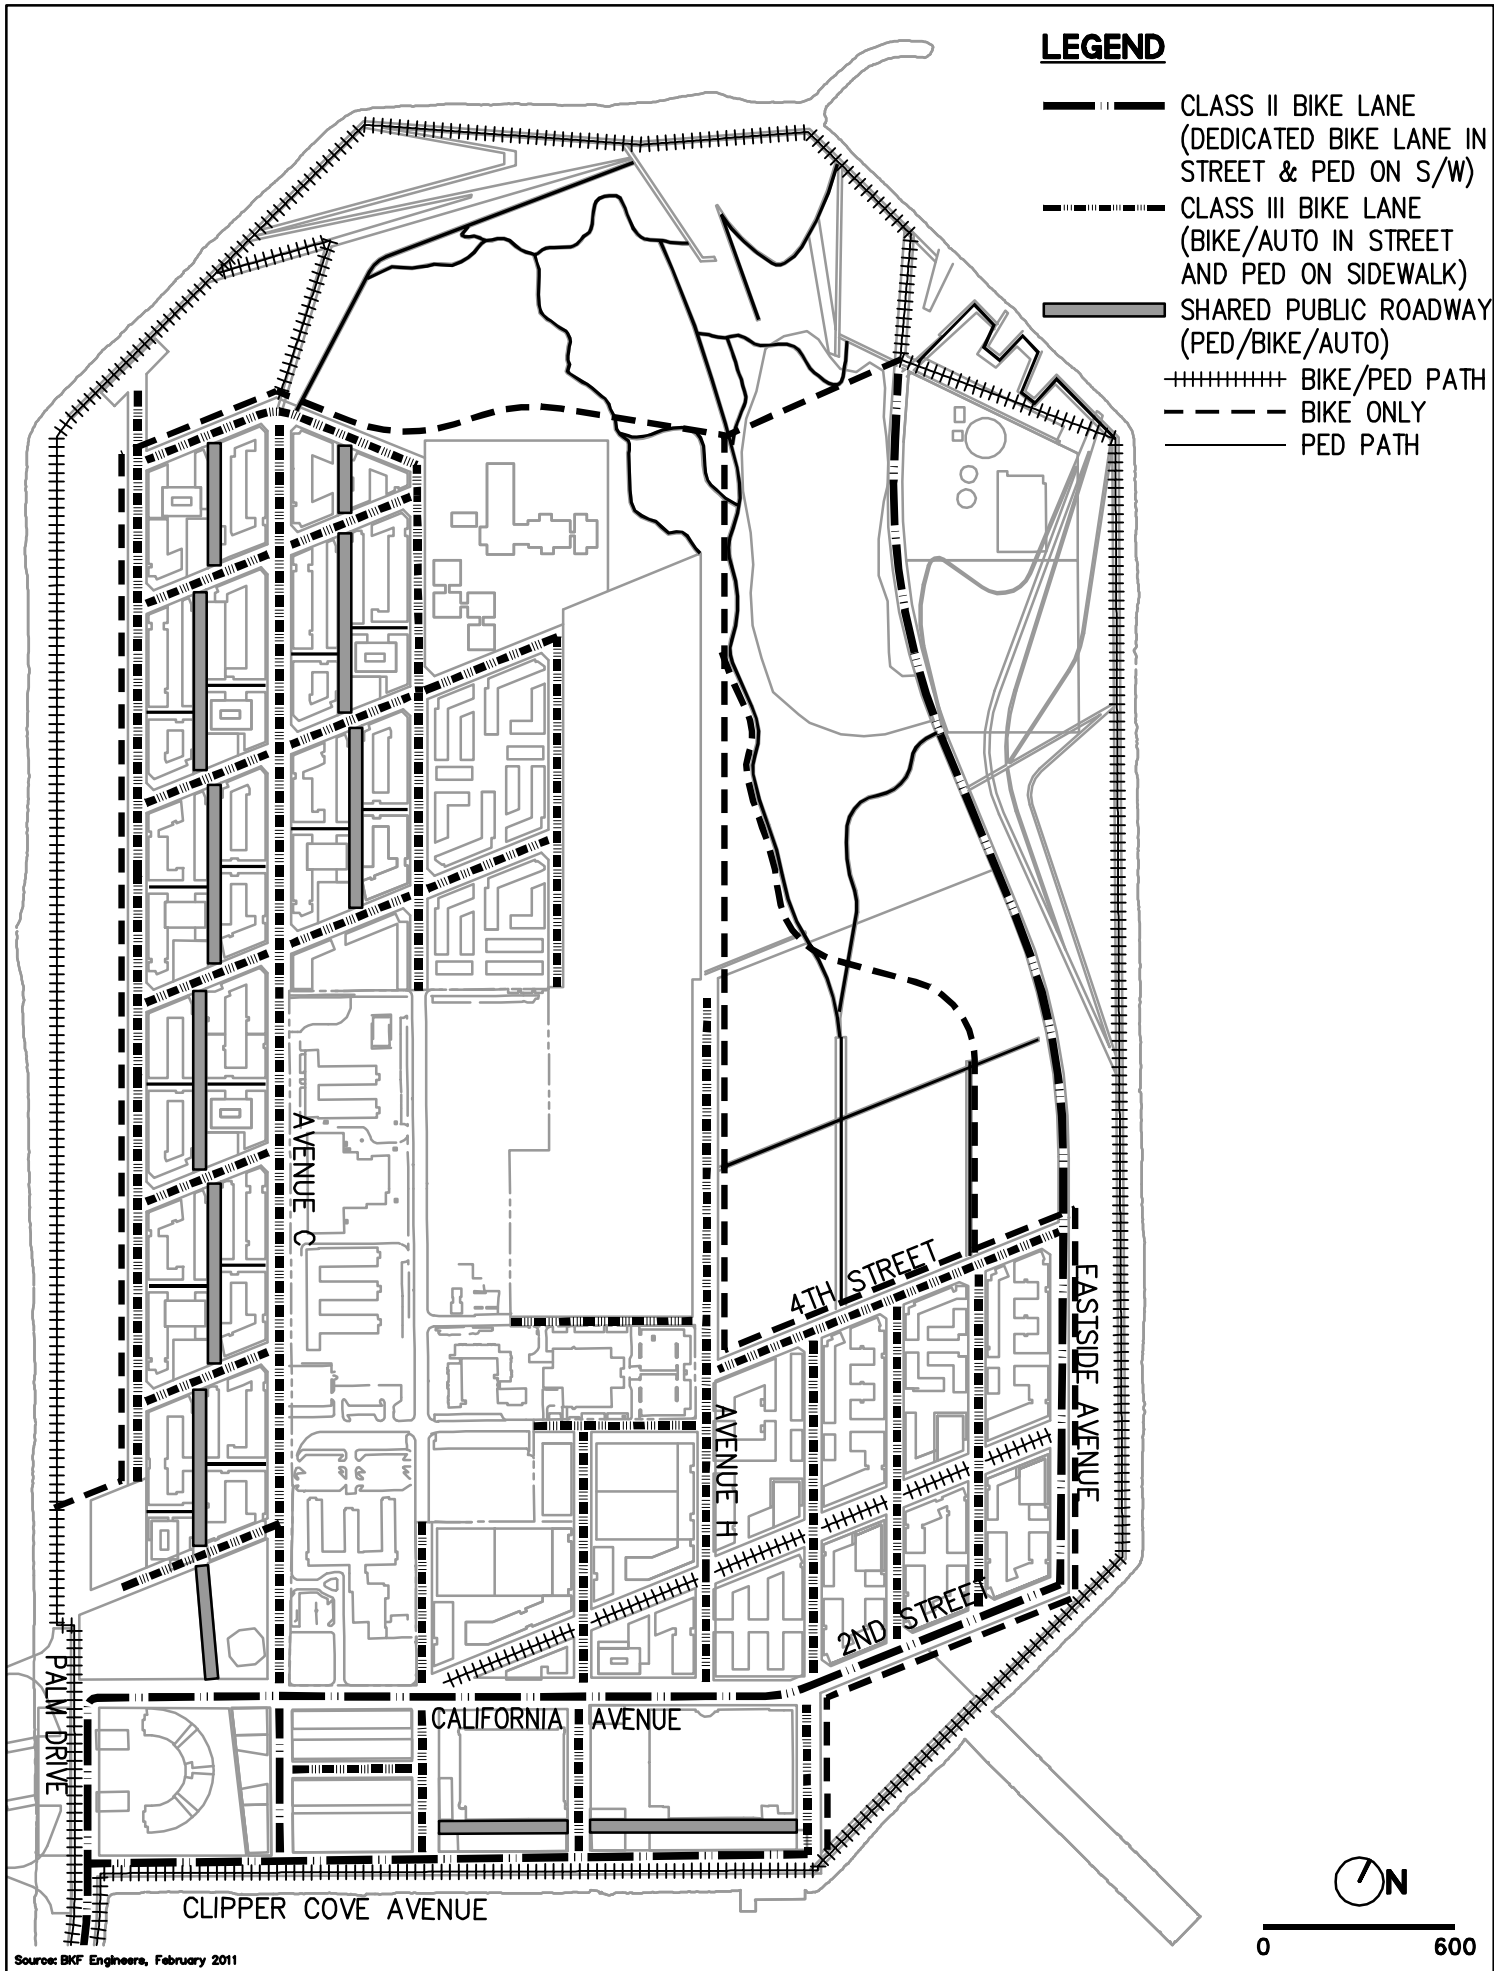 LEGEND
CLASS II BIKE LANE
(DEDICATED BIKE LANE IN
STREET & PED ON S/W)
CLASS III BIKE LANE
(BIKE/AUTO IN STREET
AND PED ON SIDEWALK)
SHARED PUBLIC ROADWAY
(PED/BIKE/AUTO)
BIKE/PED PATH
BIKE ONLY
PED PATH
AVENUE C
4TH STREET
EASTSIDE AVENUE
AVENUE H
2ND STREET
PALM DRIVE
CALIFORNIA AVENUE
CLIPPER COVE AVENUE
N
0 600
Source: BKF Engineers, February 2011